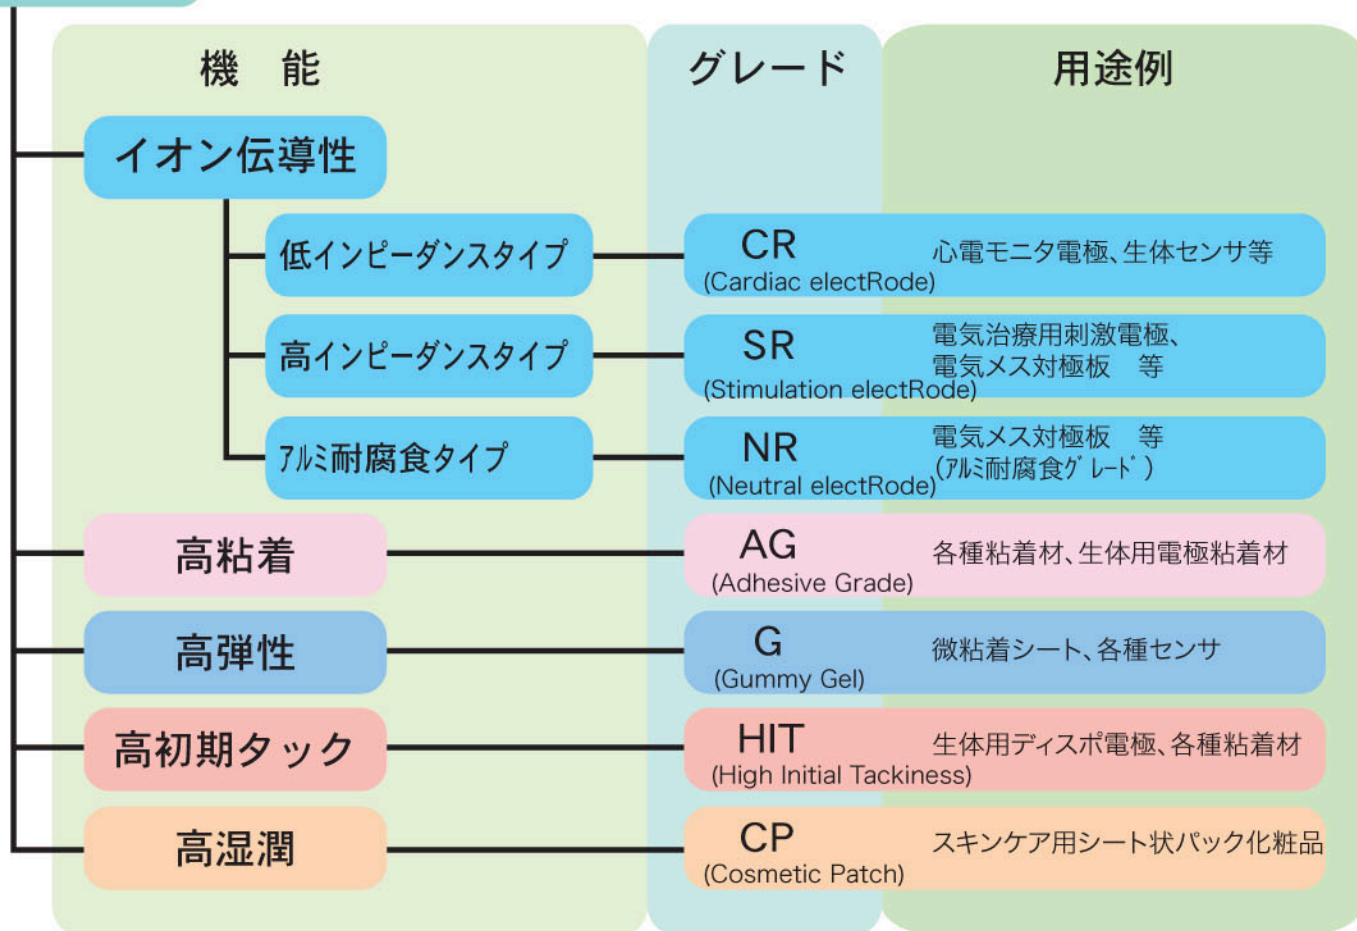 機　能
グレード
用途例
イオン伝導性
低インピーダンスタイプ
CR
(Cardiac electRode)
心電モニタ電極、生体センサ等
高インピーダンスタイプ
SR
(Stimulation electRode)
電気治療用刺激電極、
電気メス対極板　等
アルミ耐腐食タイプ
NR
(Neutral electRode)
電気メス対極板　等
(アルミ耐腐食グレード)
高粘着
AG
(Adhesive Grade)
各種粘着材、生体用電極粘着材
高弾性
G
(Gummy Gel)
微粘着シート、各種センサ
高初期タック
HIT
(High Initial Tackiness)
生体用ディスポ電極、各種粘着材
高湿潤
CP
(Cosmetic Patch)
スキンケア用シート状パック化粧品